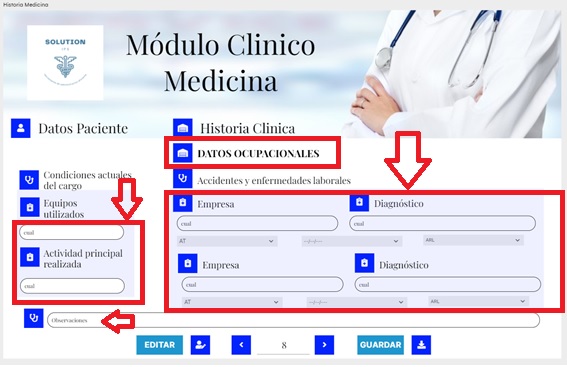 Historia Medicina
SOLUTION
IPS
Módulo Clinico
Medicina
Datos Paciente
Historia Clinica
DATOS OCUPACIONALES
Condiciones actuales
del cargo
Accidentes y enfermedades laborales
Equipos
utilizados
Empresa
Diagnóstico
cual
cual
cual
AT
--/--/--
ARL
Actividad principal
realizada
Empresa
Diagnóstico
cual
cual
cual
AT
--/--/--
ARL
Observaciones
EDITAR
8
GUARDAR